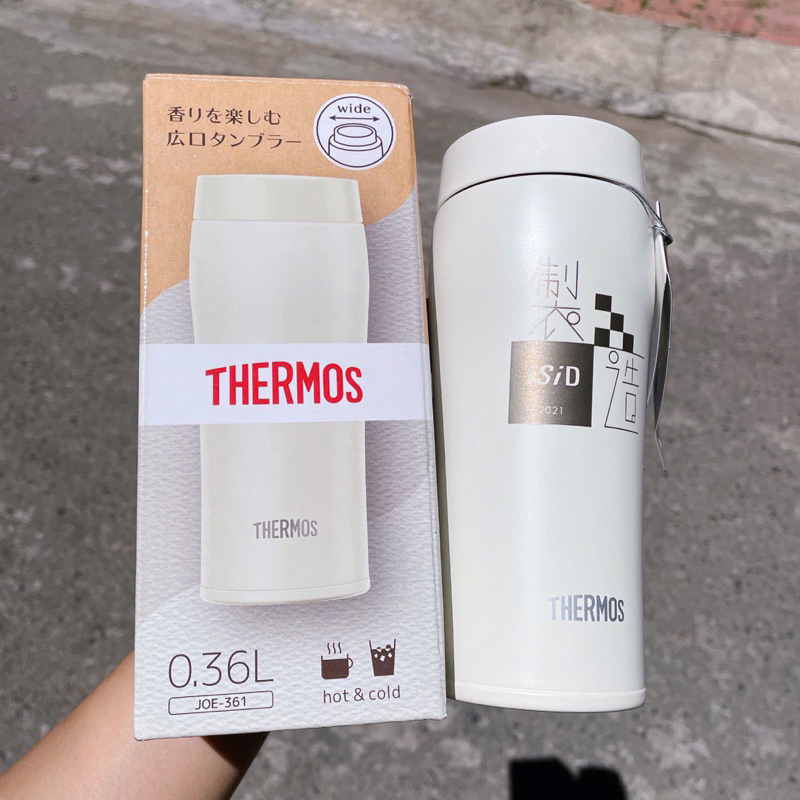 香りを楽しむ
広口タンブラー
wide
THERMOS
THERMOS
0.36L
JOE-361
hot & cold
製
造
iSiD
2021
THERMOS